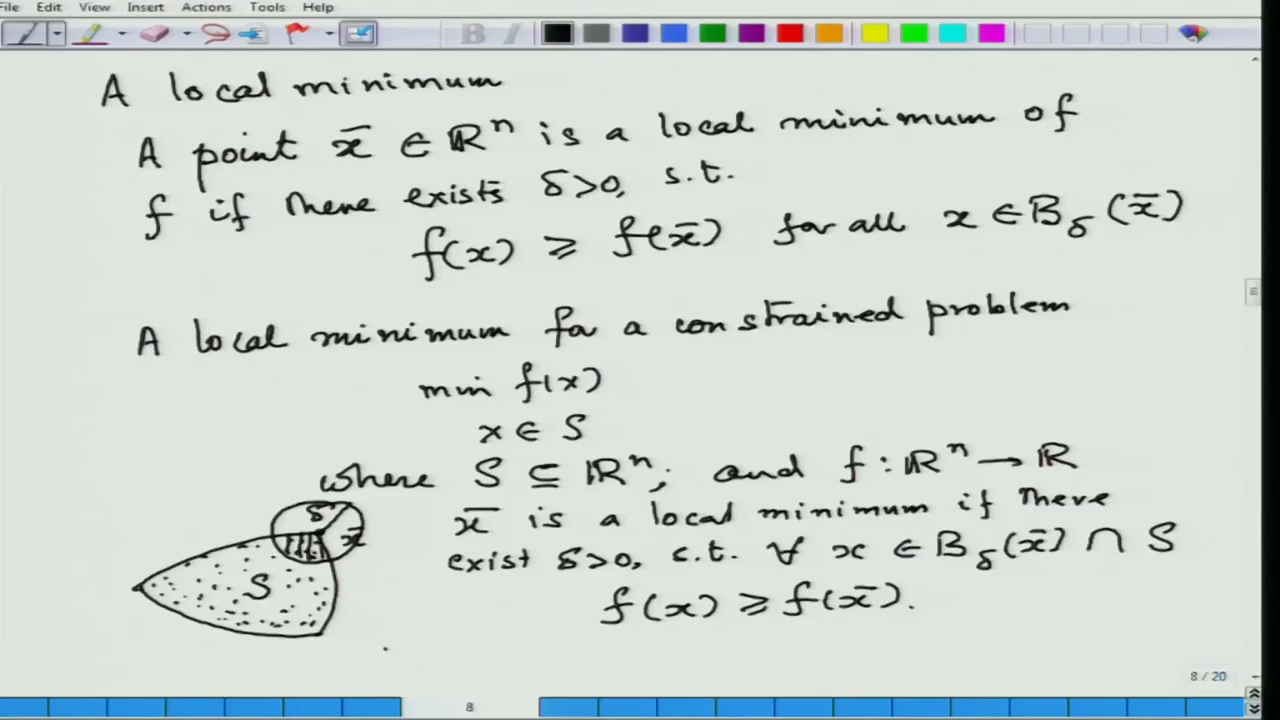 File Edit View Insert Actions Tools Help
A local minimum
A point x̄ ∈ ℝⁿ is a local minimum of
f if there exists δ>0, s.t.
f(x) ≥ f(x̄) for all x ∈ B_δ(x̄)
A local minimum for a constrained problem
min f(x)
x ∈ S
where S ⊆ ℝⁿ; and f : ℝⁿ → ℝ
x̄ is a local minimum if there
exist δ>0, s.t. ∀ x ∈ B_δ(x̄) ∩ S
f(x) ≥ f(x̄).
δ
x̄
S
8 / 20
8